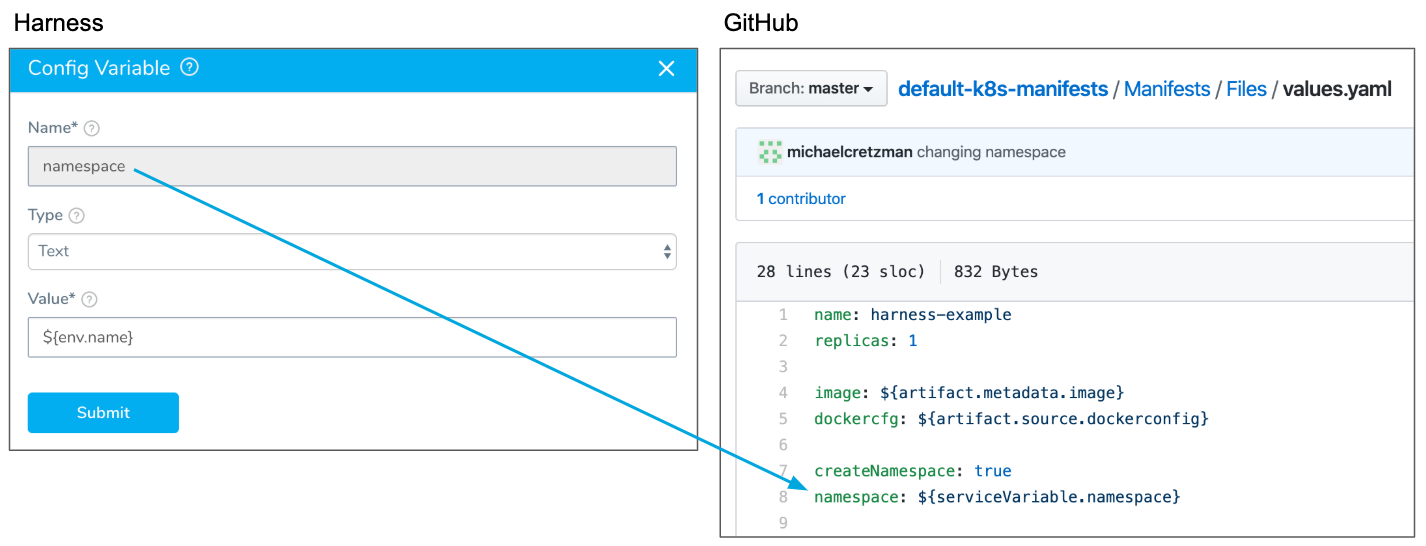 Harness
Config Variable ?
Name* ?
namespace
Type ?
Text
Value* ?
${env.name}
Submit
GitHub
Branch: master
default-k8s-manifests / Manifests / Files / values.yaml
michaelcretzman changing namespace
1 contributor
28 lines (23 sloc) 832 Bytes
1 name: harness-example
2 replicas: 1
3
4 image: ${artifact.metadata.image}
5 dockercfg: ${artifact.source.dockerconfig}
6
7 createNamespace: true
8 namespace: ${serviceVariable.namespace}
9